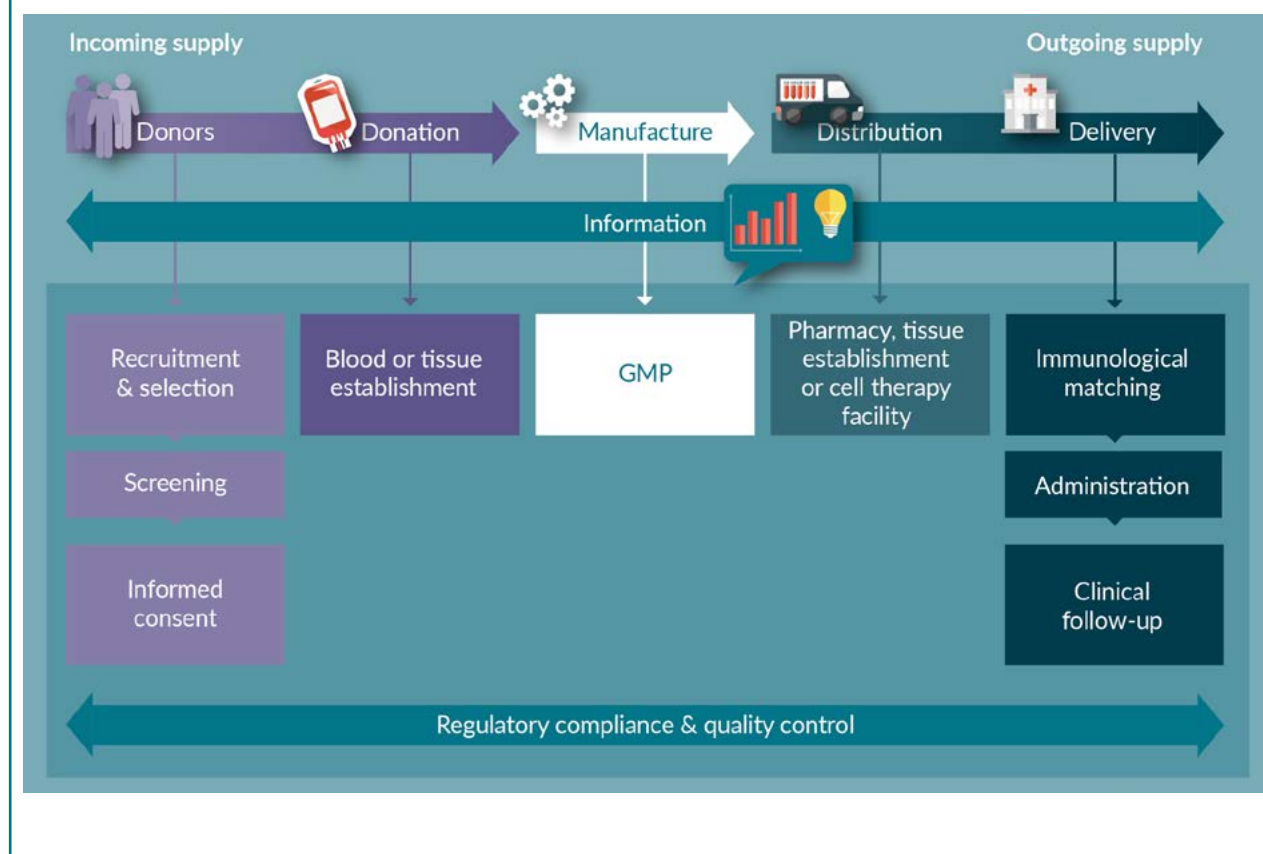 Incoming supply
Outgoing supply
Donors
Donation
Manufacture
Distribution
Delivery
Information
Recruitment
& selection
Blood or tissue
establishment
GMP
Pharmacy, tissue
establishment
or cell therapy
facility
Immunological
matching
Screening
Administration
Informed
consent
Clinical
follow-up
Regulatory compliance & quality control